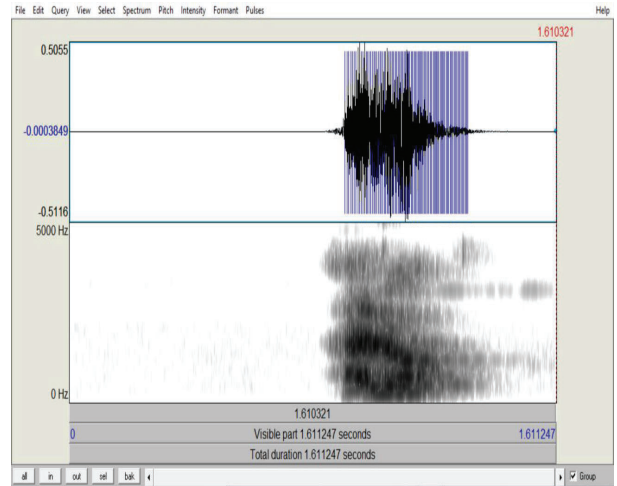 File Edit Query View Select Spectrum Pitch Intensity Formant Pulses Help
1.610321
0.5055
-0.0003849
-0.5116
5000 Hz
0 Hz
1.610321
0 Visible part 1.611247 seconds 1.611247
Total duration 1.611247 seconds
all in out sel bak Group